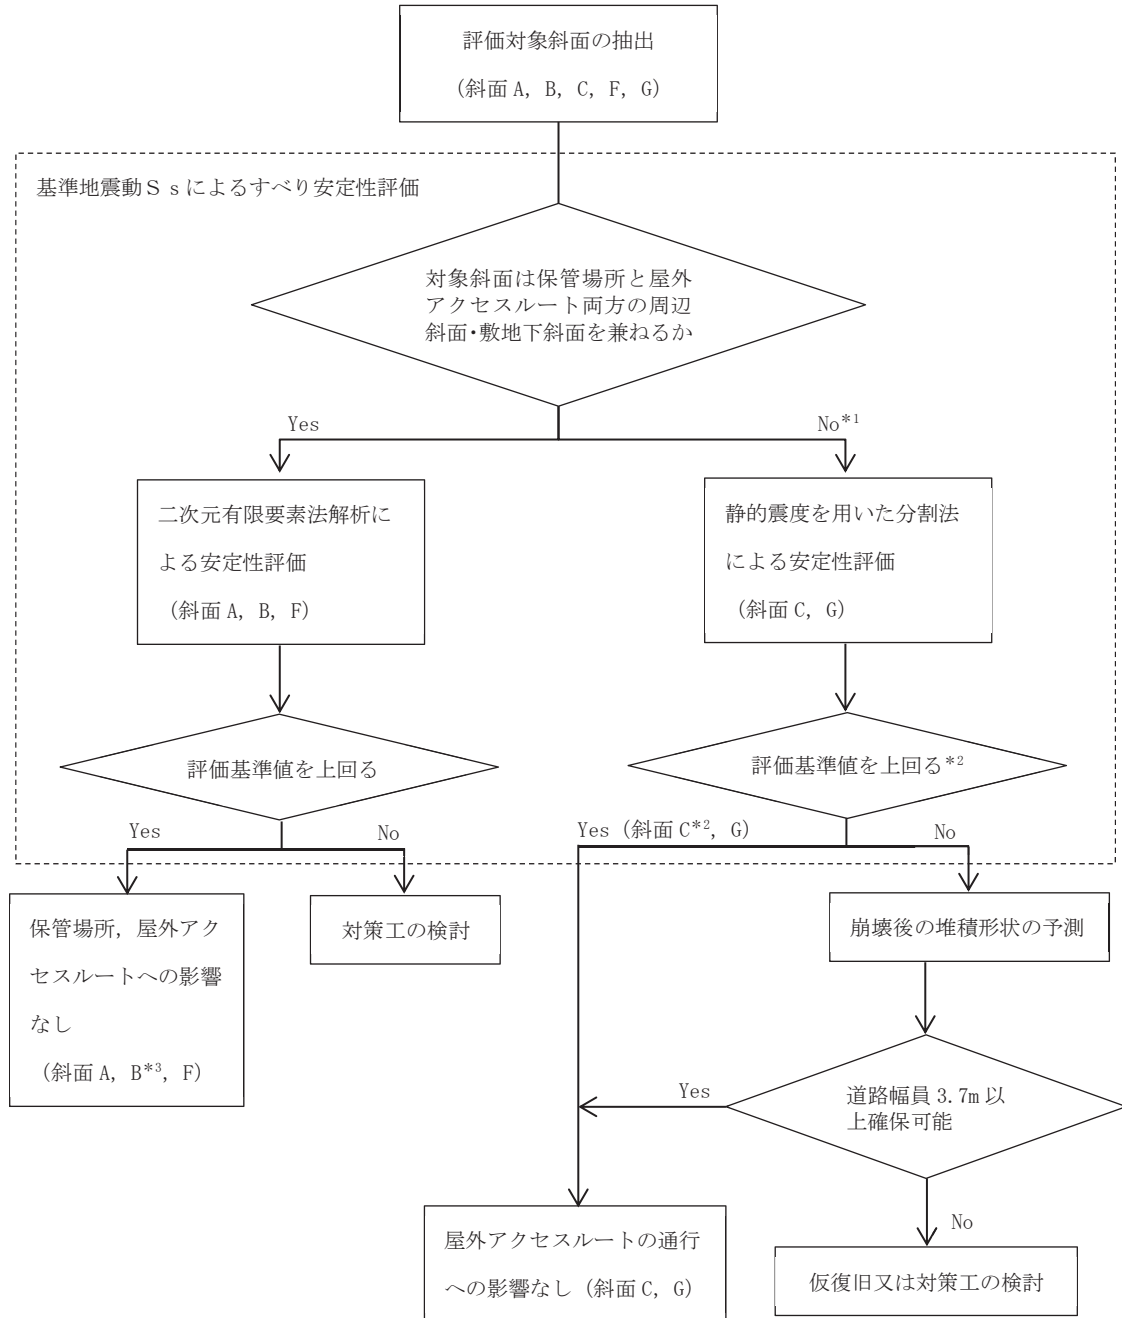 評価対象斜面の抽出
(斜面 A, B, C, F, G)
基準地震動Ｓｓによるすべり安定性評価
対象斜面は保管場所と屋外
アクセスルート両方の周辺
斜面・敷地下斜面を兼ねるか
Yes
No*1
二次元有限要素法解析に
よる安定性評価
(斜面 A, B, F)
静的震度を用いた分割法
による安定性評価
(斜面 C, G)
評価基準値を上回る
評価基準値を上回る*2
Yes
No
Yes (斜面 C*2, G)
No
保管場所，屋外アク
セスルートへの影響
なし
(斜面 A, B*3, F)
対策工の検討
崩壊後の堆積形状の予測
Yes
道路幅員 3.7m 以
上確保可能
No
屋外アクセスルートの通行
への影響なし (斜面 C, G)
仮復旧又は対策工の検討